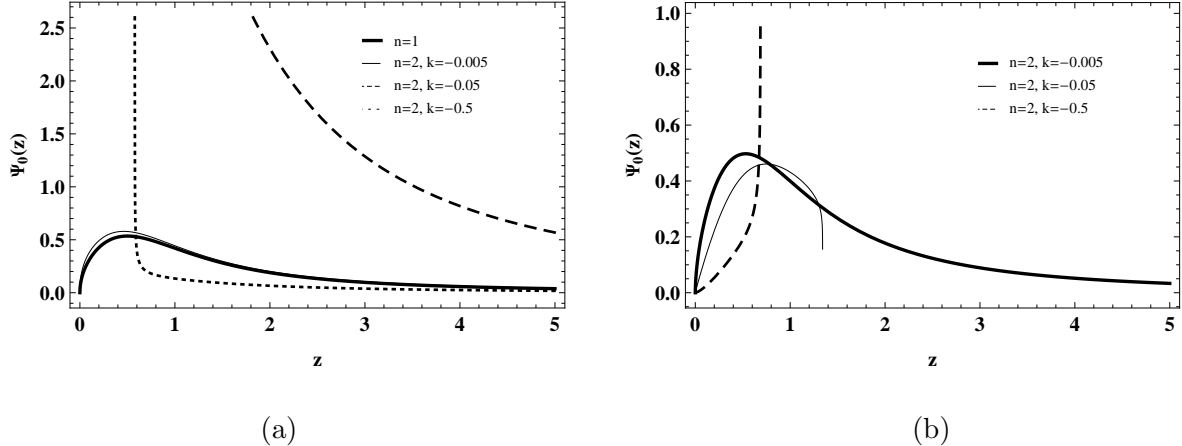 2.5
2.0
1.5
1.0
0.5
0.0
Ψ0(z)
0 1 2 3 4 5
z
n=1
n=2, k=−0.005
n=2, k=−0.05
n=2, k=−0.5
(a)
1.0
0.8
0.6
0.4
0.2
0.0
Ψ0(z)
0 1 2 3 4 5
z
n=2, k=−0.005
n=2, k=−0.05
n=2, k=−0.5
(b)